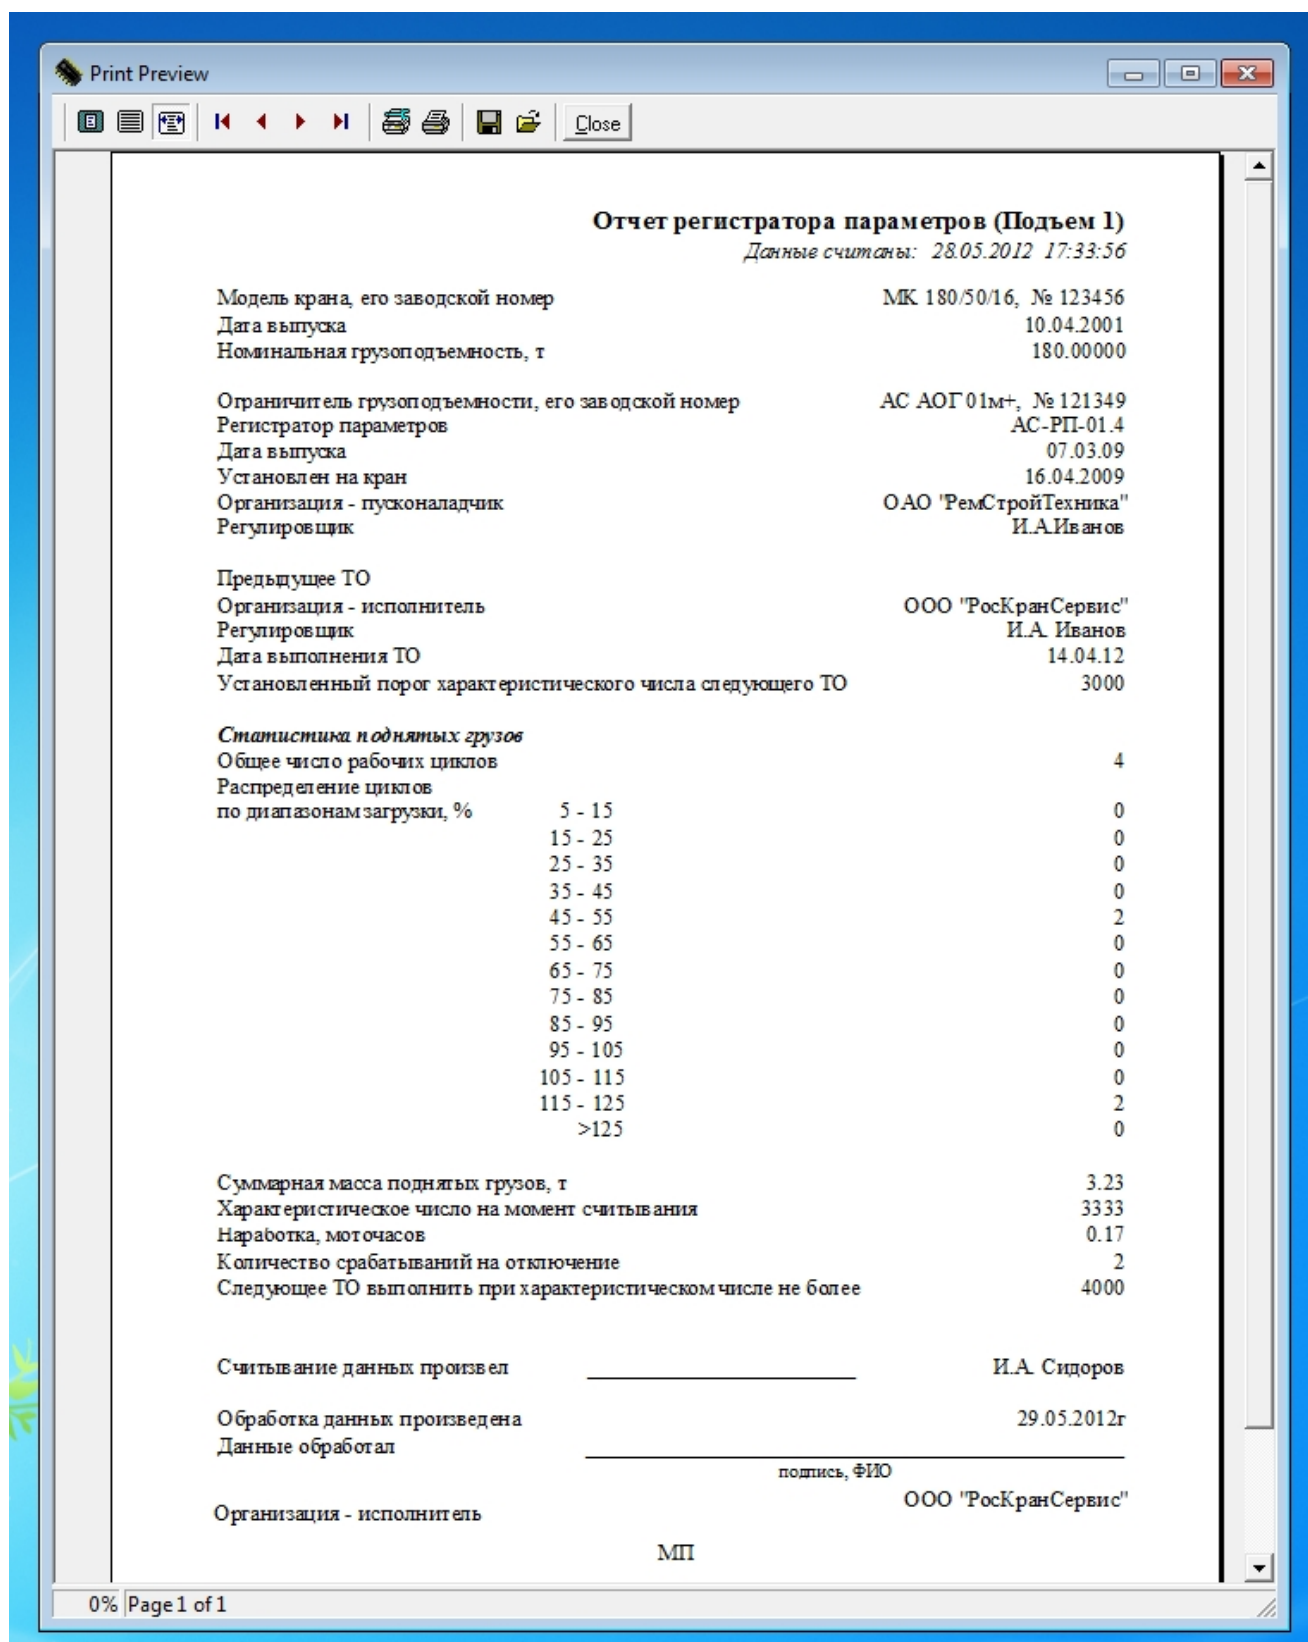 Print Preview
Close
Отчет регистратора параметров (Подъем 1)
Данные считаны: 28.05.2012 17:33:56
Модель крана, его заводской номер МК 180/50/16, № 123456
Дата выпуска 10.04.2001
Номинальная грузоподъемность, т 180.00000
Ограничитель грузоподъемности, его заводской номер АС АОГ 01м+, № 121349
Регистратор параметров АС-РП-01.4
Дата выпуска 07.03.09
Установлен на кран 16.04.2009
Организация - пусконаладчик ОАО "РемСтройТехника"
Регулировщик И.А.Иванов
Предыдущее ТО
Организация - исполнитель ООО "РосКранСервис"
Регулировщик И.А. Иванов
Дата выполнения ТО 14.04.12
Установленный порог характеристического числа следующего ТО 3000
Статистика поднятых грузов
Общее число рабочих циклов 4
Распределение циклов
по диапазонам загрузки, % 5 - 15 0
15 - 25 0
25 - 35 0
35 - 45 0
45 - 55 2
55 - 65 0
65 - 75 0
75 - 85 0
85 - 95 0
95 - 105 0
105 - 115 0
115 - 125 2
>125 0
Суммарная масса поднятых грузов, т 3.23
Характеристическое число на момент считывания 3333
Наработка, моточасов 0.17
Количество срабатываний на отключение 2
Следующее ТО выполнить при характеристическом числе не более 4000
Считывание данных произвел И.А. Сидоров
Обработка данных произведена 29.05.2012г
Данные обработал
подпись, ФИО
Организация - исполнитель ООО "РосКранСервис"
МП
0% Page 1 of 1